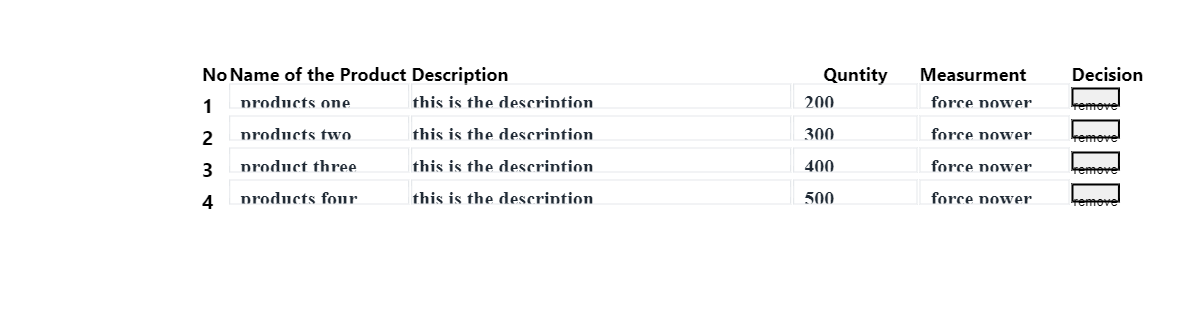 No Name of the Product Description Quntity Measurment Decision
1 products one this is the description 200 force power remove
2 products two this is the description 300 force power remove
3 product three this is the description 400 force power remove
4 products four this is the description 500 force power remove